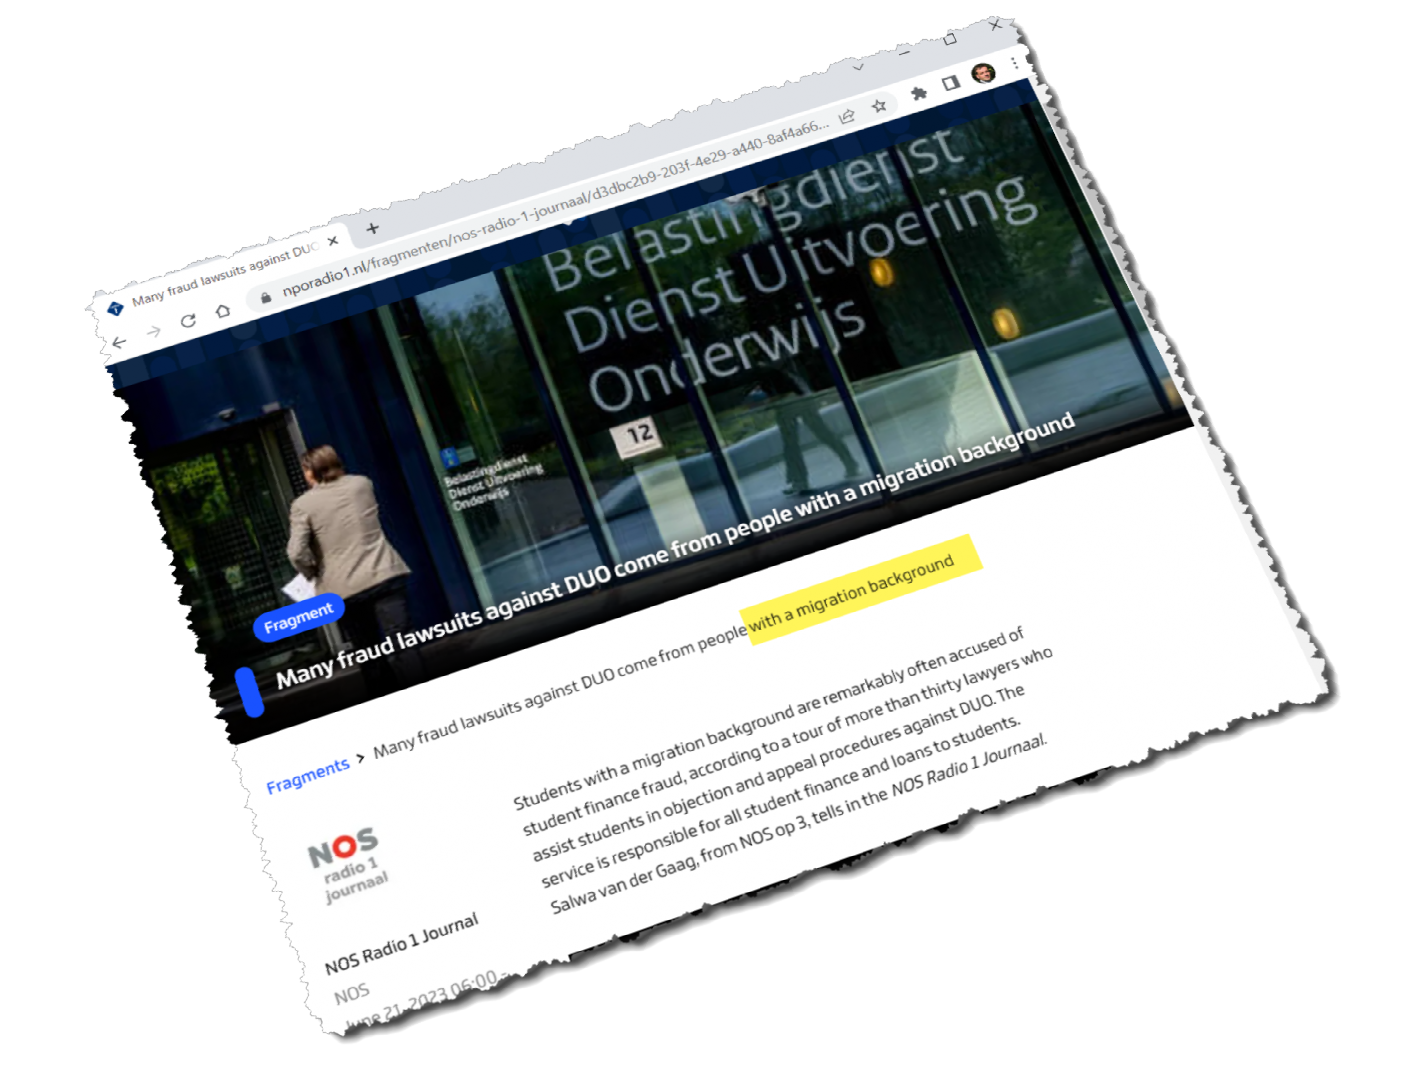 Many fraud lawsuits against DUO
nporadio1.nl/fragmenten/nos-radio-1-journaal/d3dbc2b9-203f-4e29-a440-8af4a66...
Belastingdienst
Dienst Uitvoering
Onderwijs
12
Belastingdienst
Dienst Uitvoering
Onderwijs
Fragment
Many fraud lawsuits against DUO come from people with a migration background
Fragments > Many fraud lawsuits against DUO come from people with a migration background
NOS
radio 1
journaal
NOS Radio 1 Journal
NOS
June 21, 2023 06:00 -
Students with a migration background are remarkably often accused of
student finance fraud, according to a tour of more than thirty lawyers who
assist students in objection and appeal procedures against DUO. The
service is responsible for all student finance and loans to students.
Salwa van der Gaag, from NOS op 3, tells in the NOS Radio 1 Journaal.